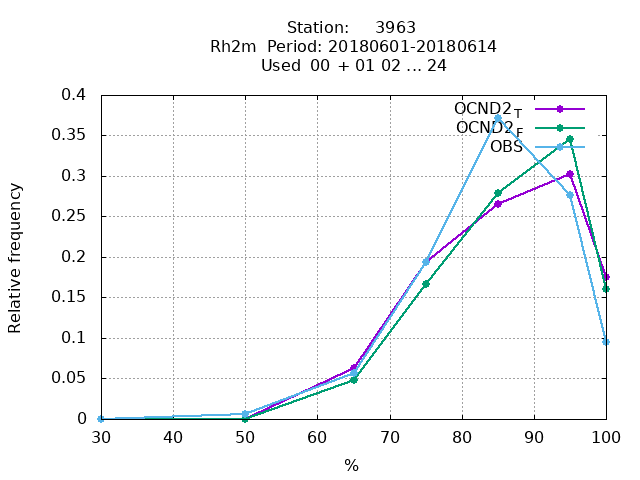 Station: 3963
Rh2m Period: 20180601-20180614
Used 00 + 01 02 ... 24
0.4
0.35
0.3
0.25
0.2
0.15
0.1
0.05
0
Relative frequency
OCND2_T
OCND2_F
OBS
30 40 50 60 70 80 90 100
%